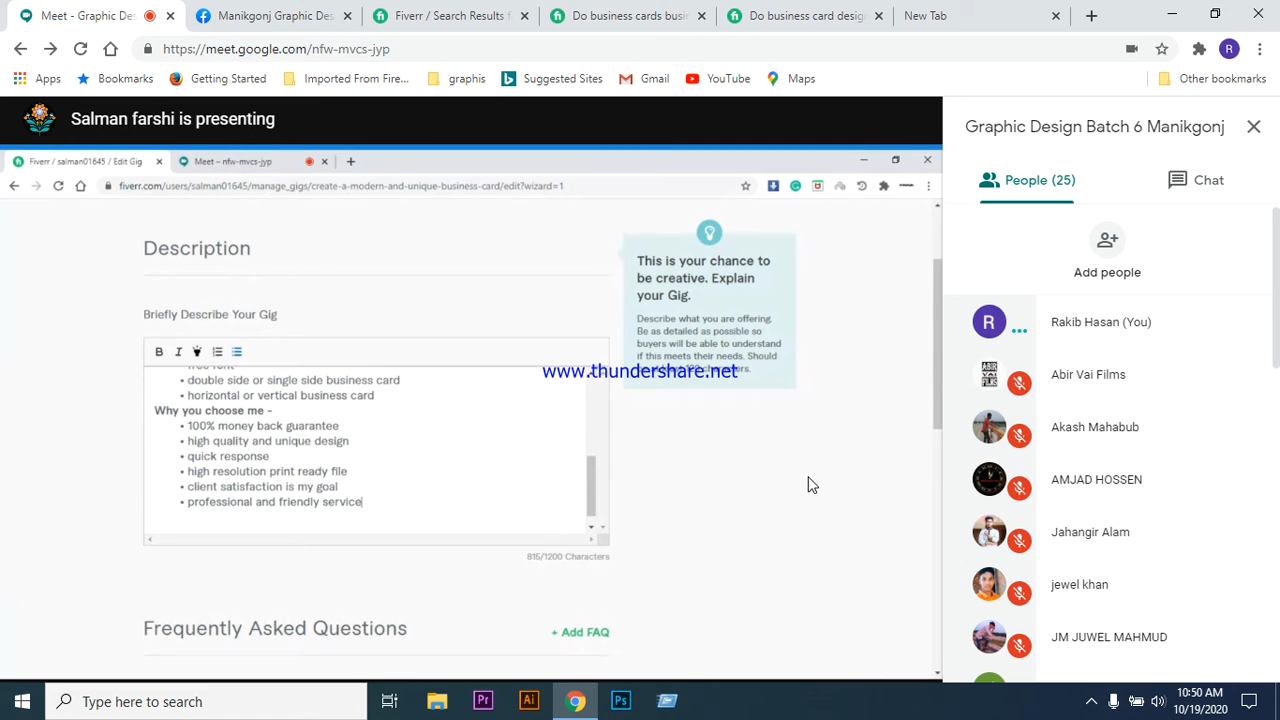 Meet - Graphic Des
Manikgonj Graphic Des
Fiverr / Search Results f
Do business cards busin
Do business card design
New Tab
https://meet.google.com/nfw-mvcs-jyp
Apps
Bookmarks
Getting Started
Imported From Fire...
graphis
Suggested Sites
Gmail
YouTube
Maps
Other bookmarks
Salman farshi is presenting
Fiverr / salman01645 / Edit Gig
Meet – nfw-mvcs-jyp
fiverr.com/users/salman01645/manage_gigs/create-a-modern-and-unique-business-card/edit?wizard=1
Description
Briefly Describe Your Gig
B I
• double side or single side business card
• horizontal or vertical business card
Why you choose me -
• 100% money back guarantee
• high quality and unique design
• quick response
• high resolution print ready file
• client satisfaction is my goal
• professional and friendly service
815/1200 Characters
Frequently Asked Questions
+ Add FAQ
This is your chance to
be creative. Explain
your Gig.
Describe what you are offering.
Be as detailed as possible so
buyers will be able to understand
if this meets their needs. Should
www.thundershare.net
Graphic Design Batch 6 Manikgonj
People (25)
Chat
Add people
R
Rakib Hasan (You)
ABIR
VAI
FILMS
Abir Vai Films
Akash Mahabub
AMJAD HOSSEN
Jahangir Alam
jewel khan
JM JUWEL MAHMUD
Type here to search
Pr
Ai
Ps
10:50 AM
10/19/2020